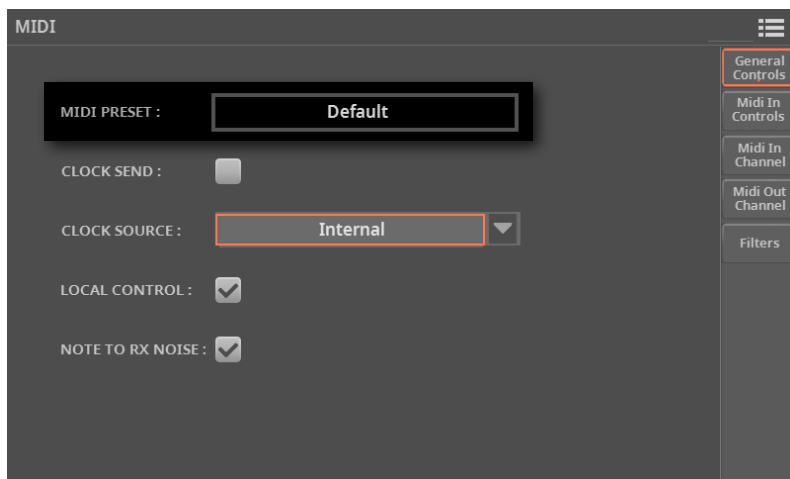 MIDI
MIDI PRESET :
Default
CLOCK SEND :
CLOCK SOURCE :
Internal
LOCAL CONTROL :
NOTE TO RX NOISE :
General
Controls
Midi In
Controls
Midi In
Channel
Midi Out
Channel
Filters